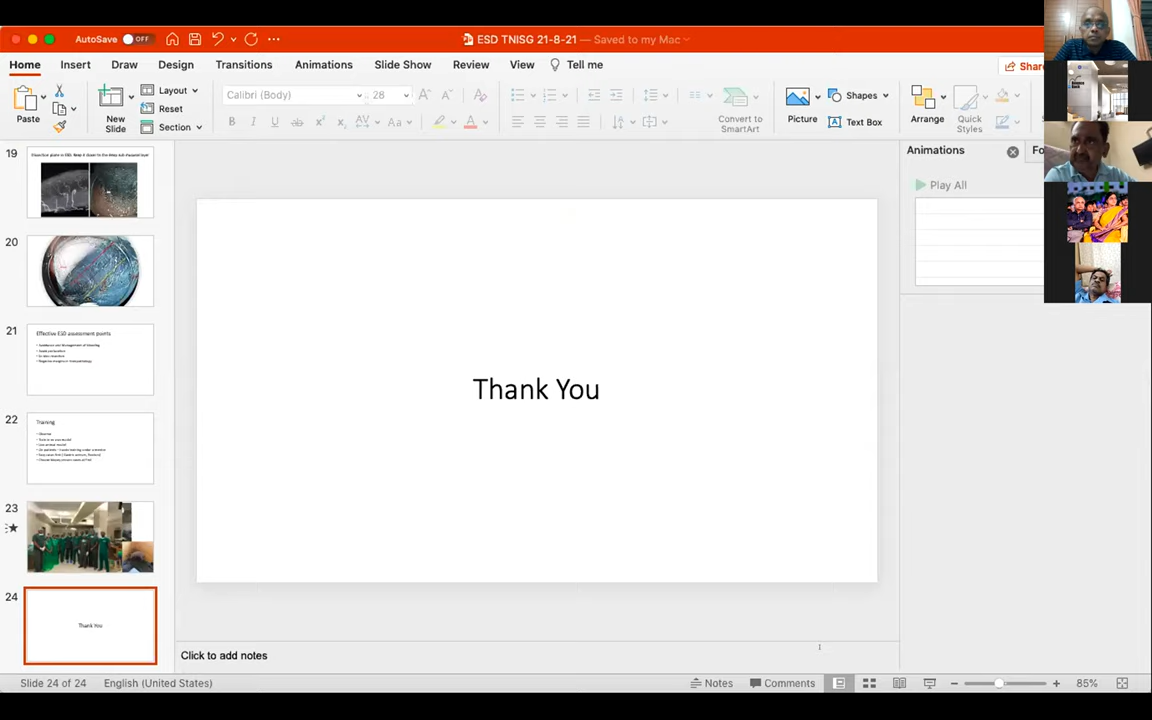 AutoSave OFF
ESD TNISG 21-8-21 — Saved to my Mac
Home Insert Draw Design Transitions Animations Slide Show Review View Tell me
Share
Paste
New Slide
Layout
Reset
Section
Calibri (Body) 28
Convert to SmartArt
Picture
Shapes
Text Box
Arrange
Quick Styles
19
20
21
Effective ESD assessment points
22
Training
23
24
Thank You
Thank You
Animations
Play All
Click to add notes
Slide 24 of 24 English (United States) Notes Comments 85%